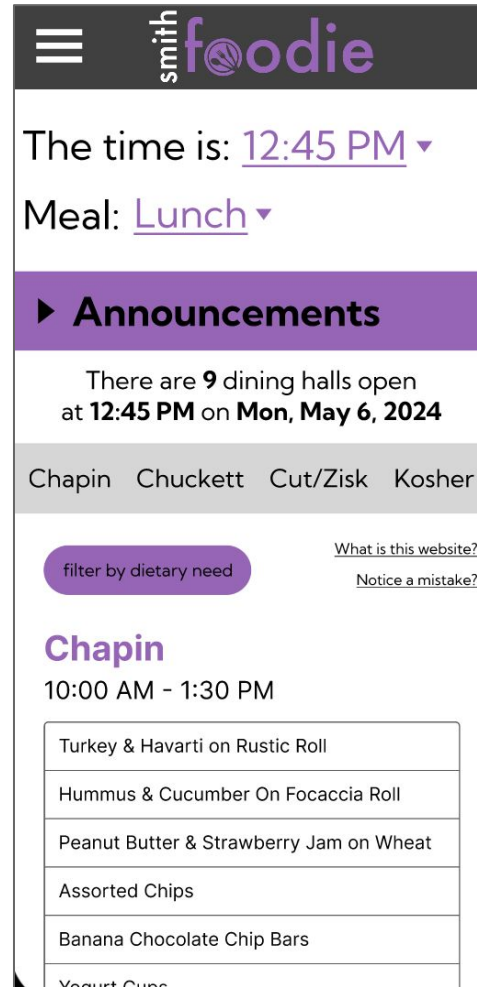 smith foodie
The time is: 12:45 PM
Meal: Lunch
Announcements
There are 9 dining halls open
at 12:45 PM on Mon, May 6, 2024
Chapin Chuckett Cut/Zisk Kosher
filter by dietary need
What is this website?
Notice a mistake?
Chapin
10:00 AM - 1:30 PM
Turkey & Havarti on Rustic Roll
Hummus & Cucumber On Focaccia Roll
Peanut Butter & Strawberry Jam on Wheat
Assorted Chips
Banana Chocolate Chip Bars
Yogurt Cups